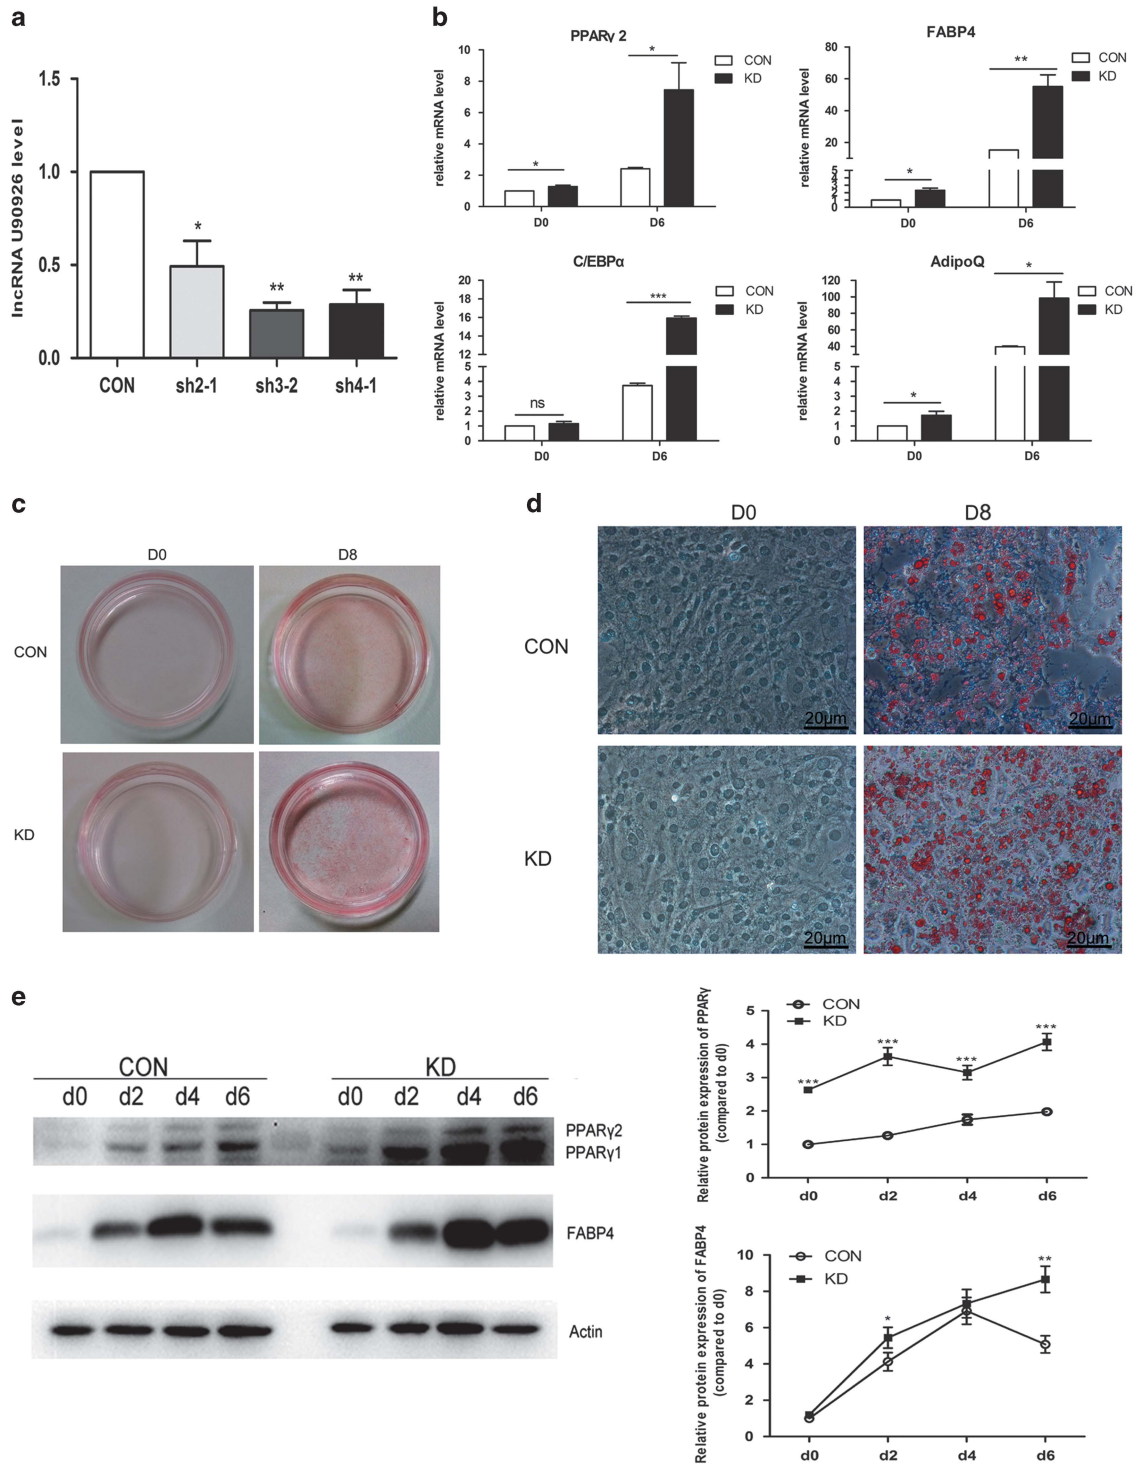 a
lncRNA U90926 level
1.5
1.0
0.5
0.0
*
**
**
CON sh2-1 sh3-2 sh4-1
b
PPARγ 2
relative mRNA level
10
8
6
4
2
0
*
*
D0 D6
CON
KD
FABP4
relative mRNA level
80
60
40
20
5
4
3
2
1
0
*
**
D0 D6
CON
KD
C/EBPα
relative mRNA level
20
18
16
14
12
5
4
3
2
1
0
ns
***
D0 D6
CON
KD
AdipoQ
relative mRNA level
120
100
80
60
40
5
4
3
2
1
0
*
*
D0 D6
CON
KD
c
D0 D8
CON
KD
d
D0 D8
CON
20μm 20μm
KD
20μm 20μm
e
CON KD
d0 d2 d4 d6 d0 d2 d4 d6
PPARγ2
PPARγ1
FABP4
Actin
Relative protein expression of PPARγ
(compared to d0)
5
4
3
2
1
0
CON
KD
*** *** *** ***
d0 d2 d4 d6
Relative protein expression of FABP4
(compared to d0)
10
8
6
4
2
0
CON
KD
* **
d0 d2 d4 d6